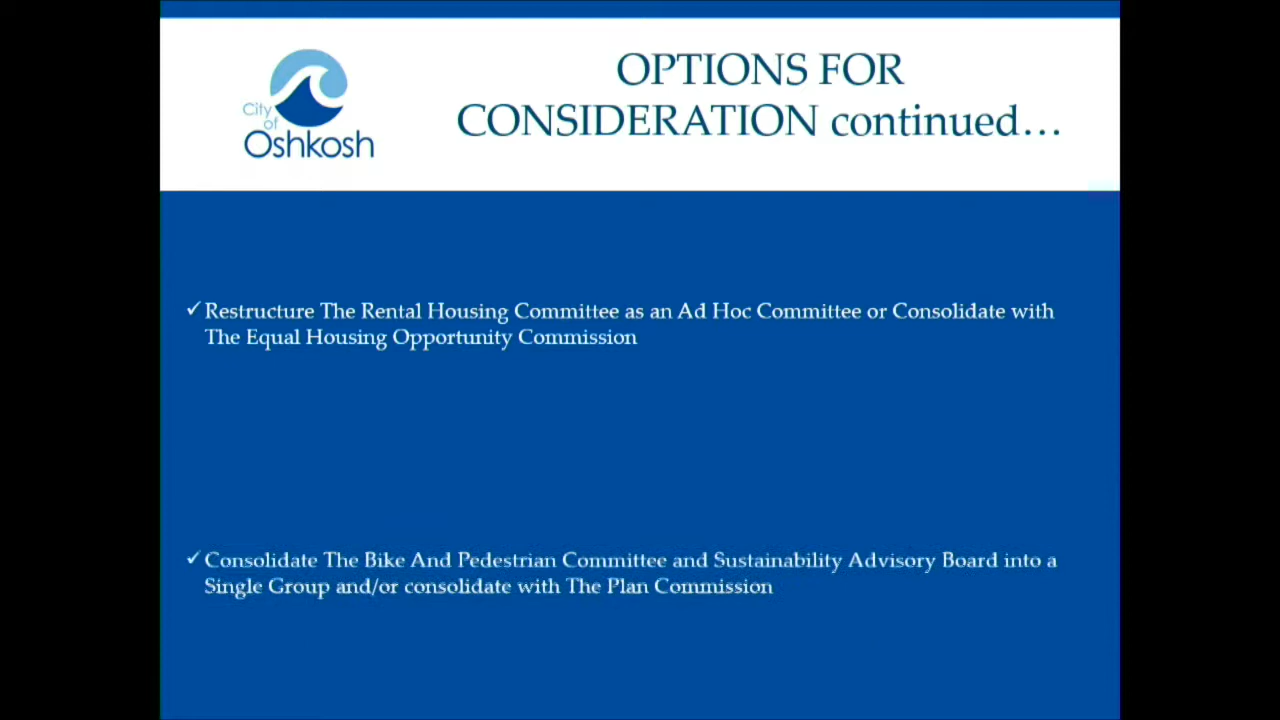 City
of
Oshkosh
OPTIONS FOR
CONSIDERATION continued…
✓Restructure The Rental Housing Committee as an Ad Hoc Committee or Consolidate with
The Equal Housing Opportunity Commission
✓Consolidate The Bike And Pedestrian Committee and Sustainability Advisory Board into a
Single Group and/or consolidate with The Plan Commission